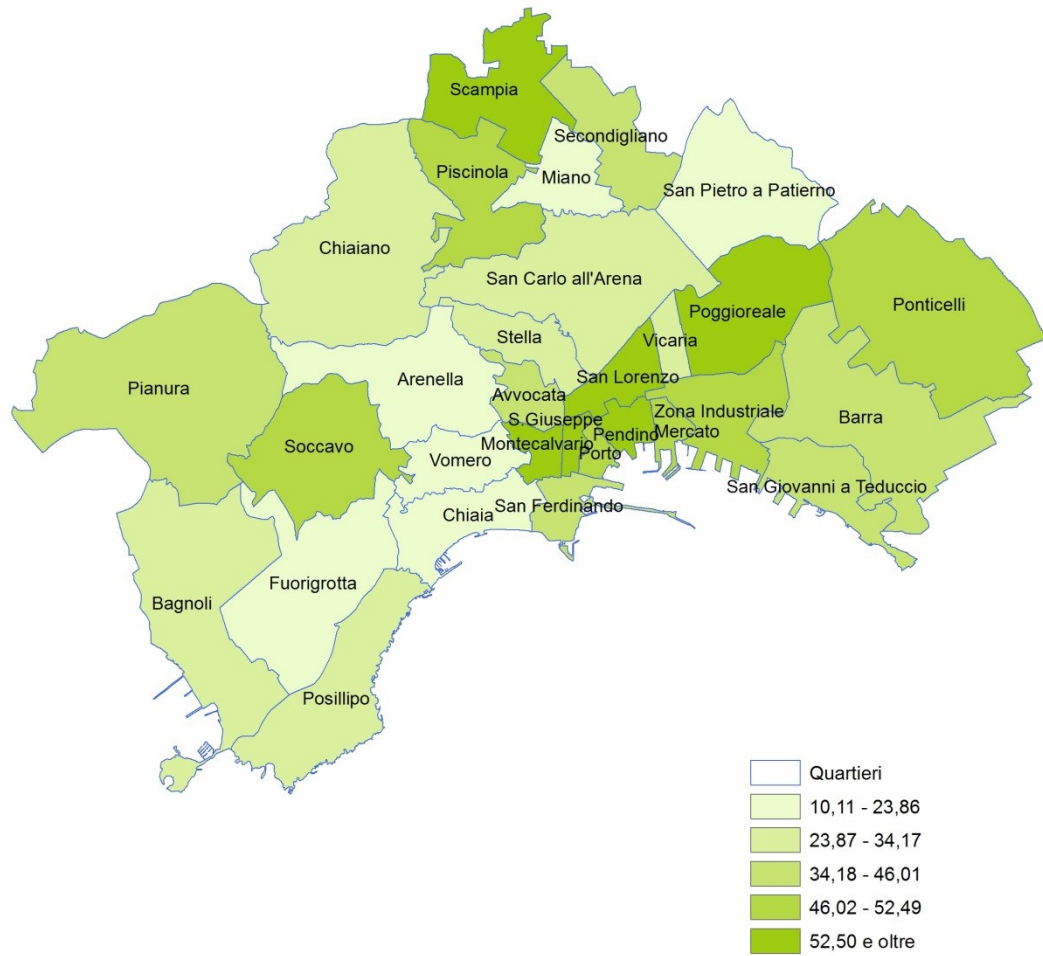 Scampia
Secondigliano
Piscinola
Miano
San Pietro a Patierno
Chiaiano
San Carlo all'Arena
Poggioreale
Ponticelli
Stella
Vicaria
Arenella
San Lorenzo
Pianura
Avvocata
Zona Industriale
Barra
S.Giuseppe
Mercato
Pendino
Soccavo
Montecalvario
Porto
Vomero
San Giovanni a Teduccio
Chiaia
San Ferdinando
Fuorigrotta
Bagnoli
Posillipo
Quartieri
10,11 - 23,86
23,87 - 34,17
34,18 - 46,01
46,02 - 52,49
52,50 e oltre